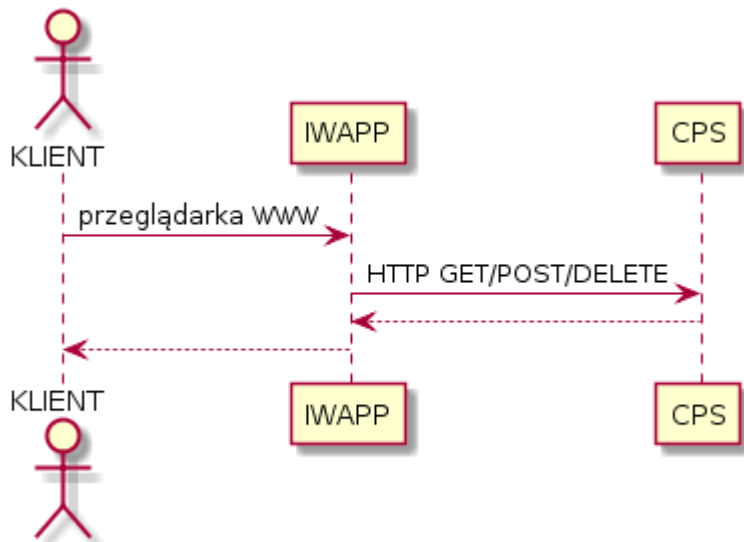 KLIENT
IWAPP
CPS
przeglądarka WWW
HTTP GET/POST/DELETE
KLIENT
IWAPP
CPS